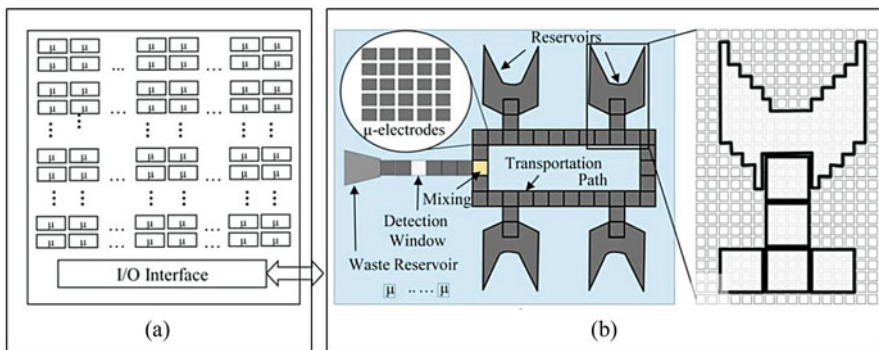 μ μ μ μ μ μ
μ μ ... μ μ ... μ μ
μ μ μ μ μ μ
μ μ ... μ μ ... μ μ
μ μ μ μ μ μ
μ μ ... μ μ ... μ μ
μ μ μ μ μ μ
μ μ ... μ μ ... μ μ
I/O Interface
(a)
Reservoirs
μ-electrodes
Transportation
Path
Mixing
Detection
Window
Waste Reservoir
μ ..... μ
(b)